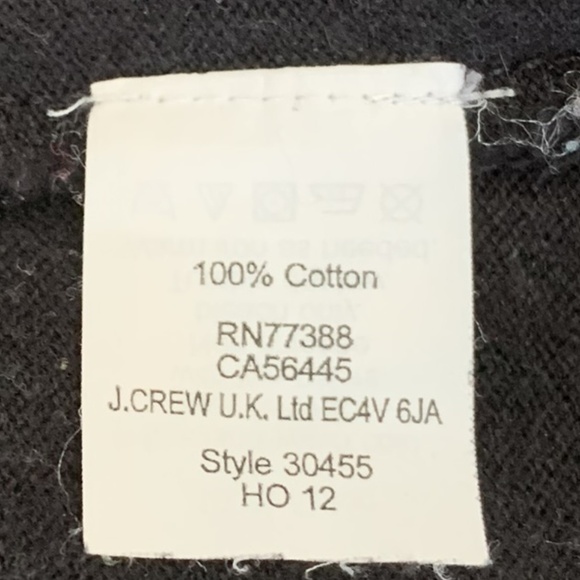 100% Cotton
RN77388
CA56445
J.CREW U.K. Ltd EC4V 6JA
Style 30455
HO 12